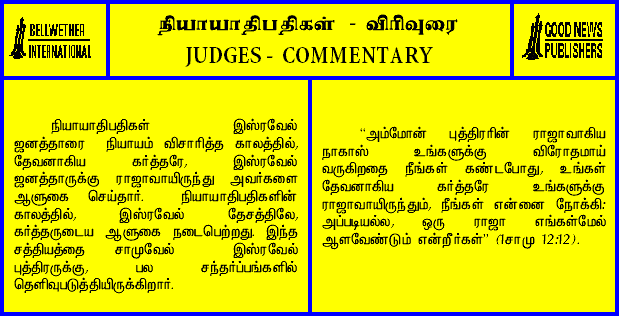 BELLWETHER
INTERNATIONAL
நியாயாதிபதிகள் - விரிவுரை
JUDGES - COMMENTARY
GOOD NEWS
PUBLISHERS
நியாயாதிபதிகள் இஸ்ரவேல்
ஜனத்தாரை நியாயம் விசாரித்த காலத்தில்,
தேவனாகிய கர்த்தரே, இஸ்ரவேல்
ஜனத்தாருக்கு ராஜாவாயிருந்து அவர்களை
ஆளுகை செய்தார். நியாயாதிபதிகளின்
காலத்தில், இஸ்ரவேல் தேசத்திலே,
கர்த்தருடைய ஆளுகை நடைபெற்றது. இந்த
சத்தியத்தை சாமுவேல் இஸ்ரவேல்
புத்திரருக்கு, பல சந்தர்ப்பங்களில்
தெளிவுபடுத்தியிருக்கிறார்.
“அம்மோன் புத்திரரின் ராஜாவாகிய
நாகாஸ் உங்களுக்கு விரோதமாய்
வருகிறதை நீங்கள் கண்டபோது, உங்கள்
தேவனாகிய கர்த்தரே உங்களுக்கு
ராஜாவாயிருந்தும், நீங்கள் என்னை நோக்கி:
அப்படியல்ல, ஒரு ராஜா எங்கள்மேல்
ஆளவேண்டும் என்றீர்கள்” (1சாமு 12:12).